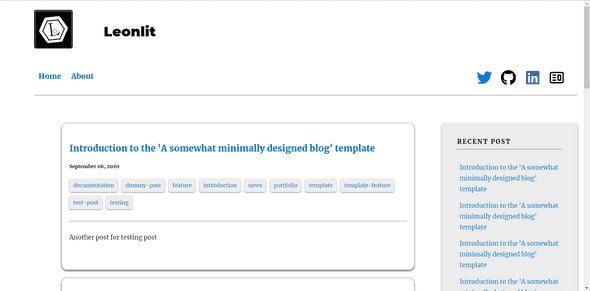 Leonlit
Home About
Introduction to the 'A somewhat minimally designed blog' template
September 06, 2020
documentation dummy-post feature introduction news portfolio template template-feature
test-post testing
Another post for testing post
RECENT POST
Introduction to the 'A somewhat
minimally designed blog'
template
Introduction to the 'A somewhat
minimally designed blog'
template
Introduction to the 'A somewhat
minimally designed blog'
template
Introduction to the 'A somewhat
minimally designed blog'